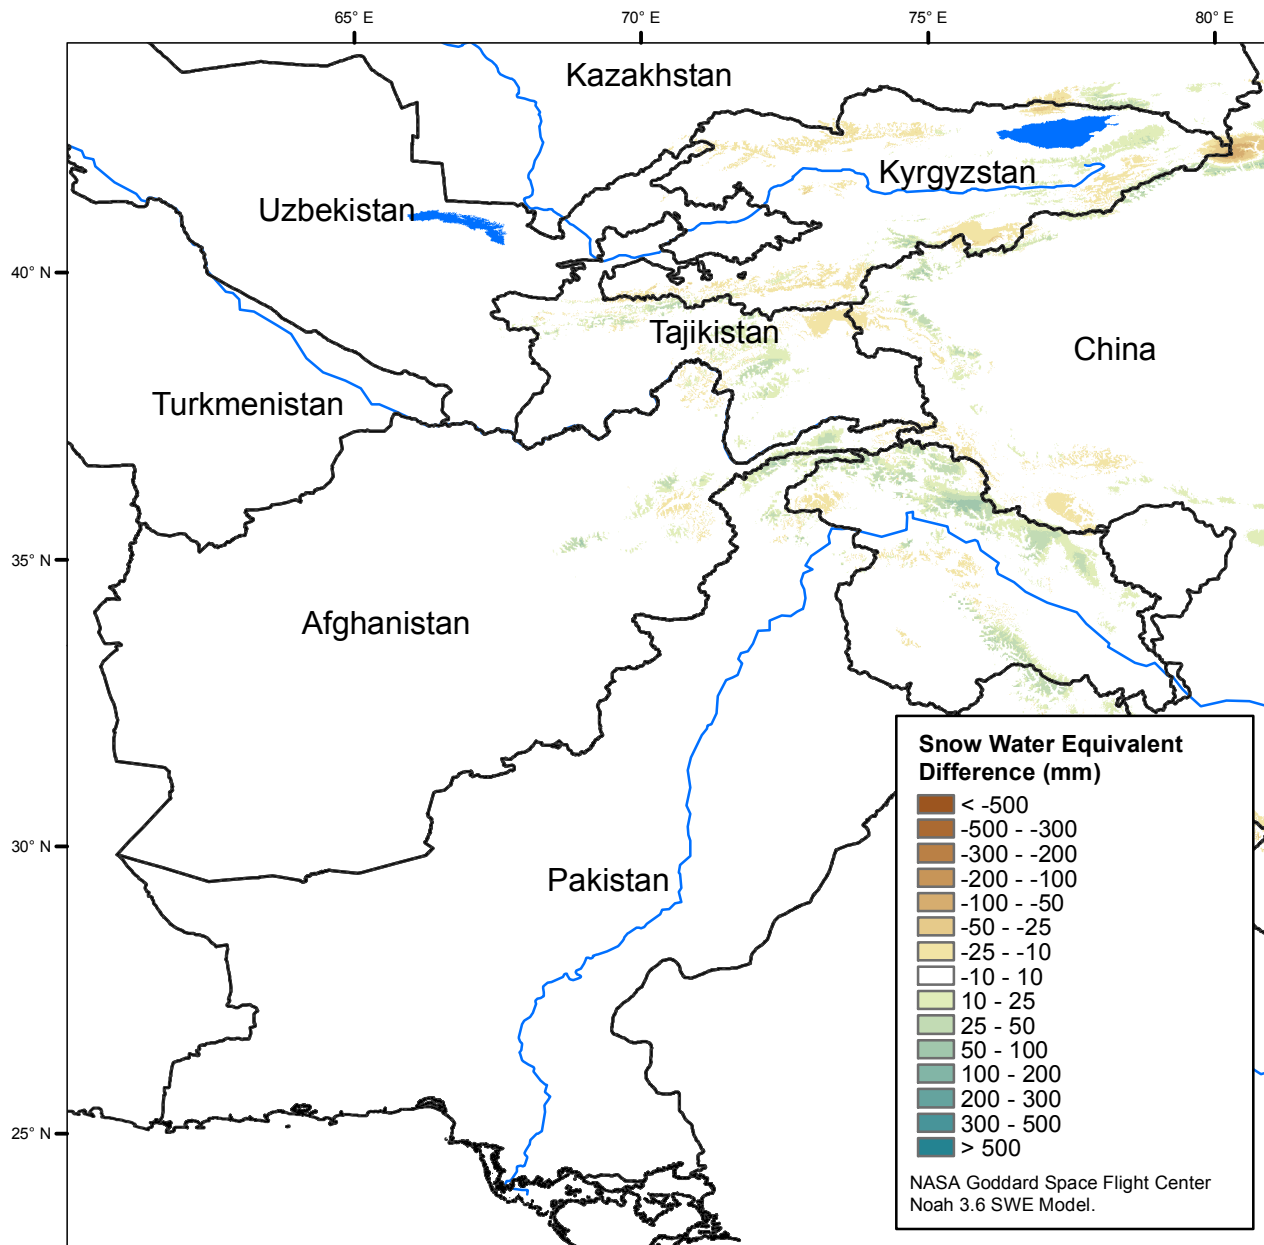 65° E
70° E
75° E
80° E
Kazakhstan
Kyrgyzstan
Uzbekistan
40° N
Tajikistan
China
Turkmenistan
35° N
Afghanistan
30° N
Pakistan
25° N
Snow Water Equivalent
Difference (mm)
< -500
-500 - -300
-300 - -200
-200 - -100
-100 - -50
-50 - -25
-25 - -10
-10 - 10
10 - 25
25 - 50
50 - 100
100 - 200
200 - 300
300 - 500
> 500
NASA Goddard Space Flight Center
Noah 3.6 SWE Model.